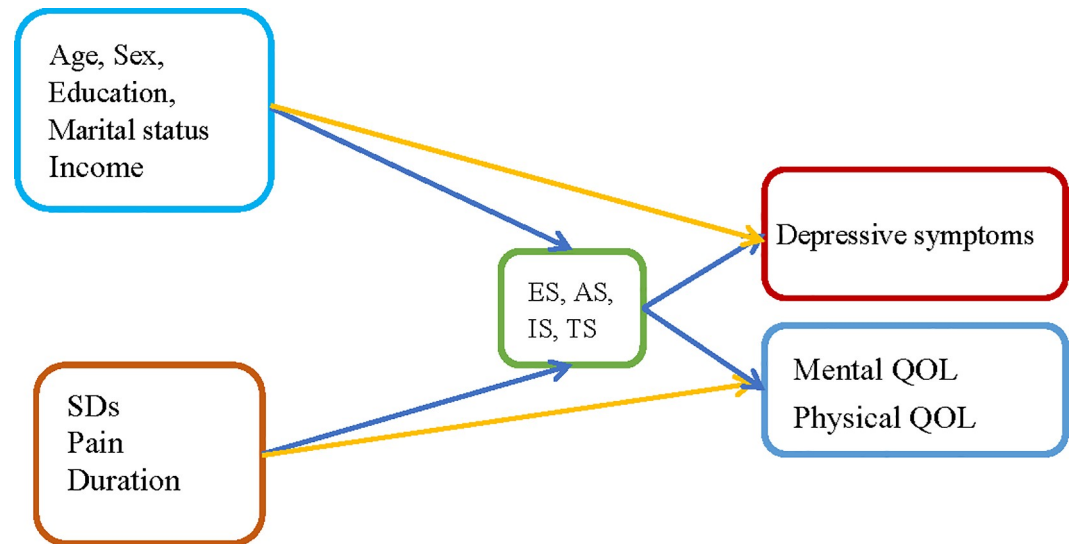 Age, Sex,
Education,
Marital status
Income
Depressive symptoms
ES, AS,
IS, TS
Mental QOL
Physical QOL
SDs
Pain
Duration